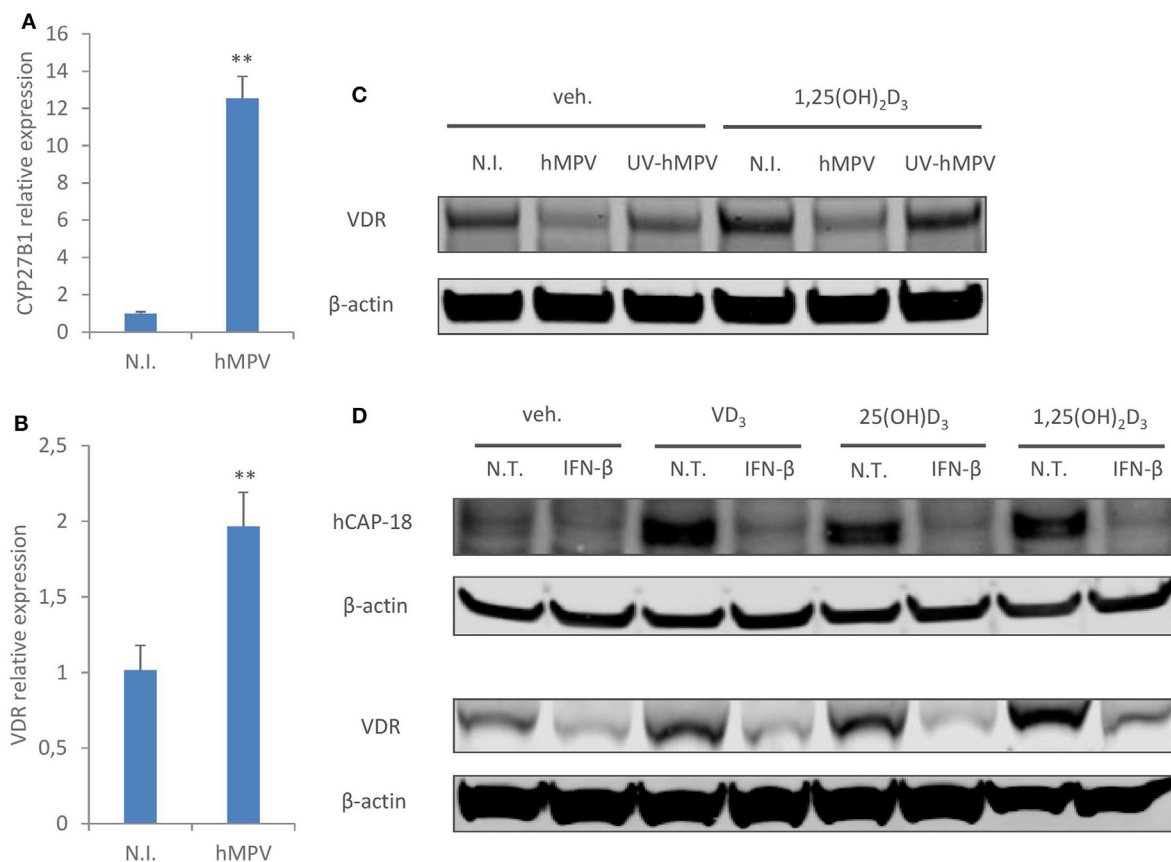 A
CYP27B1 relative expression
16
14
12
10
8
6
4
2
0
**
N.I. hMPV
B
VDR relative expression
2,5
2
1,5
1
0,5
0
**
N.I. hMPV
C
veh. 1,25(OH)₂D₃
N.I. hMPV UV-hMPV N.I. hMPV UV-hMPV
VDR
β-actin
D
veh. VD₃ 25(OH)D₃ 1,25(OH)₂D₃
N.T. IFN-β N.T. IFN-β N.T. IFN-β N.T. IFN-β
hCAP-18
β-actin
VDR
β-actin